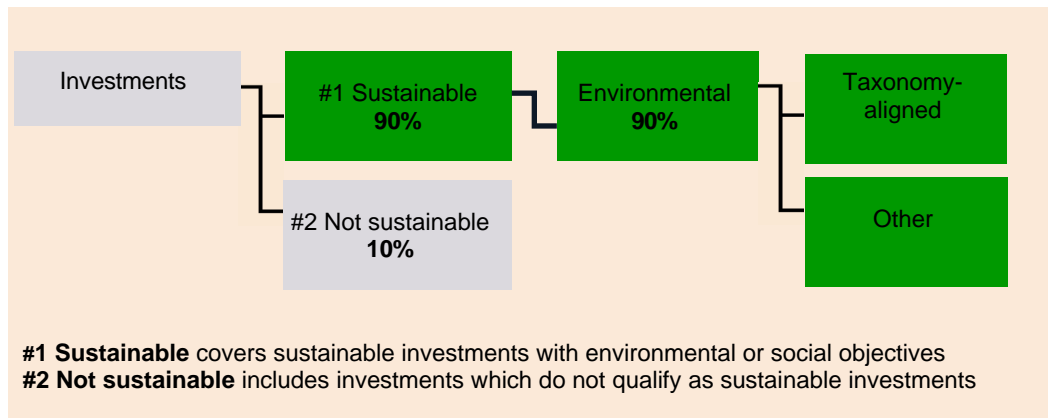 Investments
#1 Sustainable
90%
Environmental
90%
Taxonomy-
aligned
#2 Not sustainable
10%
Other
#1 Sustainable covers sustainable investments with environmental or social objectives
#2 Not sustainable includes investments which do not qualify as sustainable investments